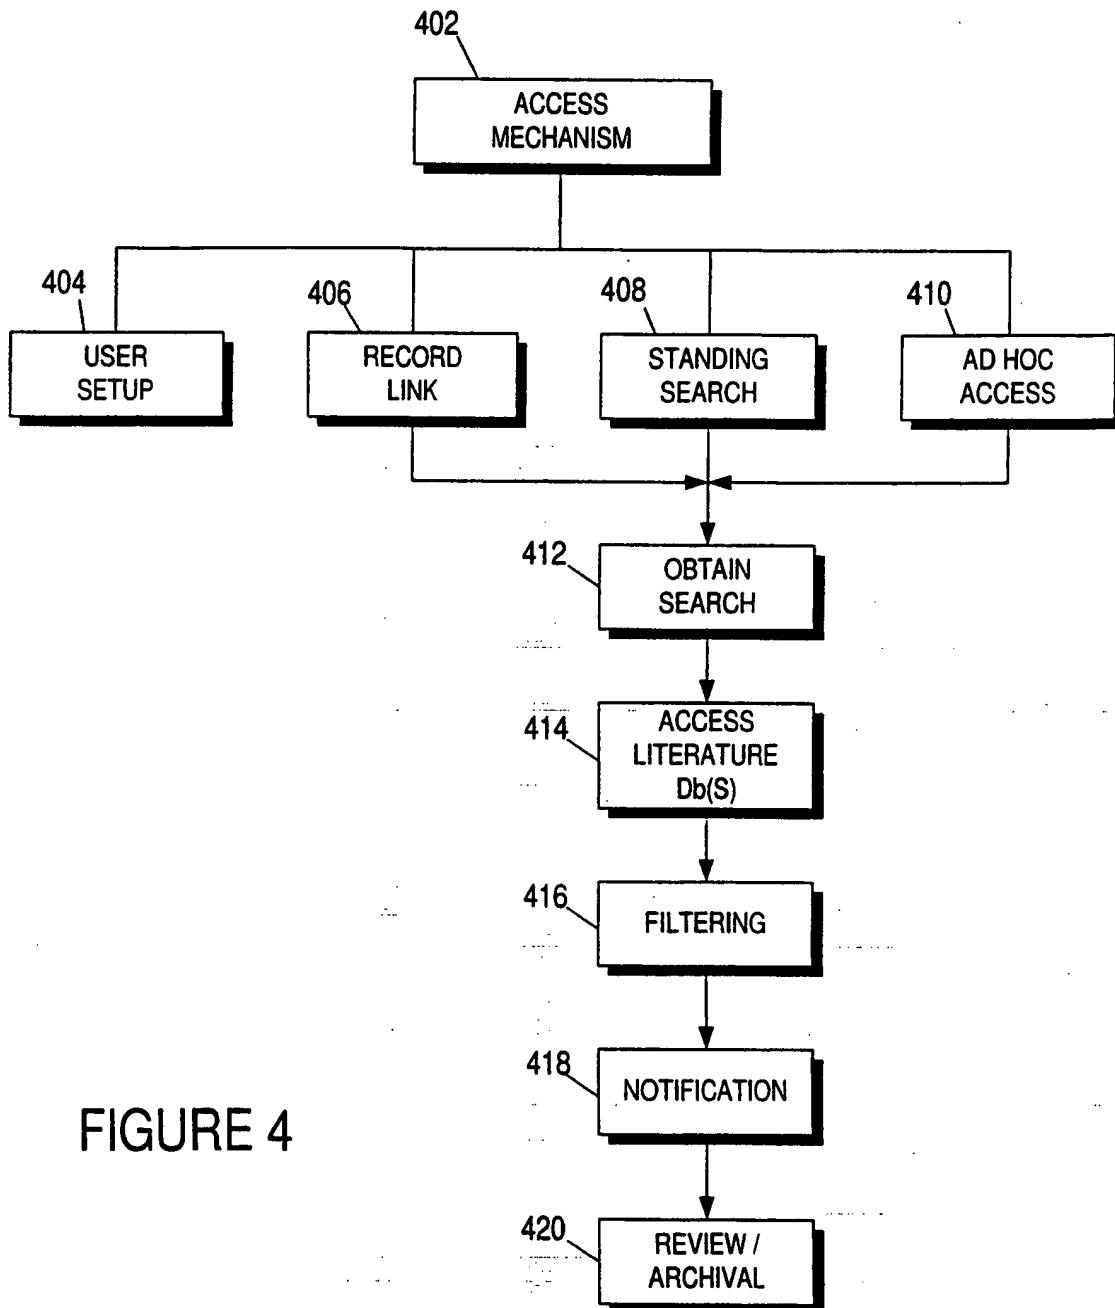 402
ACCESS
MECHANISM
404
USER
SETUP
406
RECORD
LINK
408
STANDING
SEARCH
410
AD HOC
ACCESS
412
OBTAIN
SEARCH
414
ACCESS
LITERATURE
Db(S)
416
FILTERING
418
NOTIFICATION
420
REVIEW /
ARCHIVAL
FIGURE 4